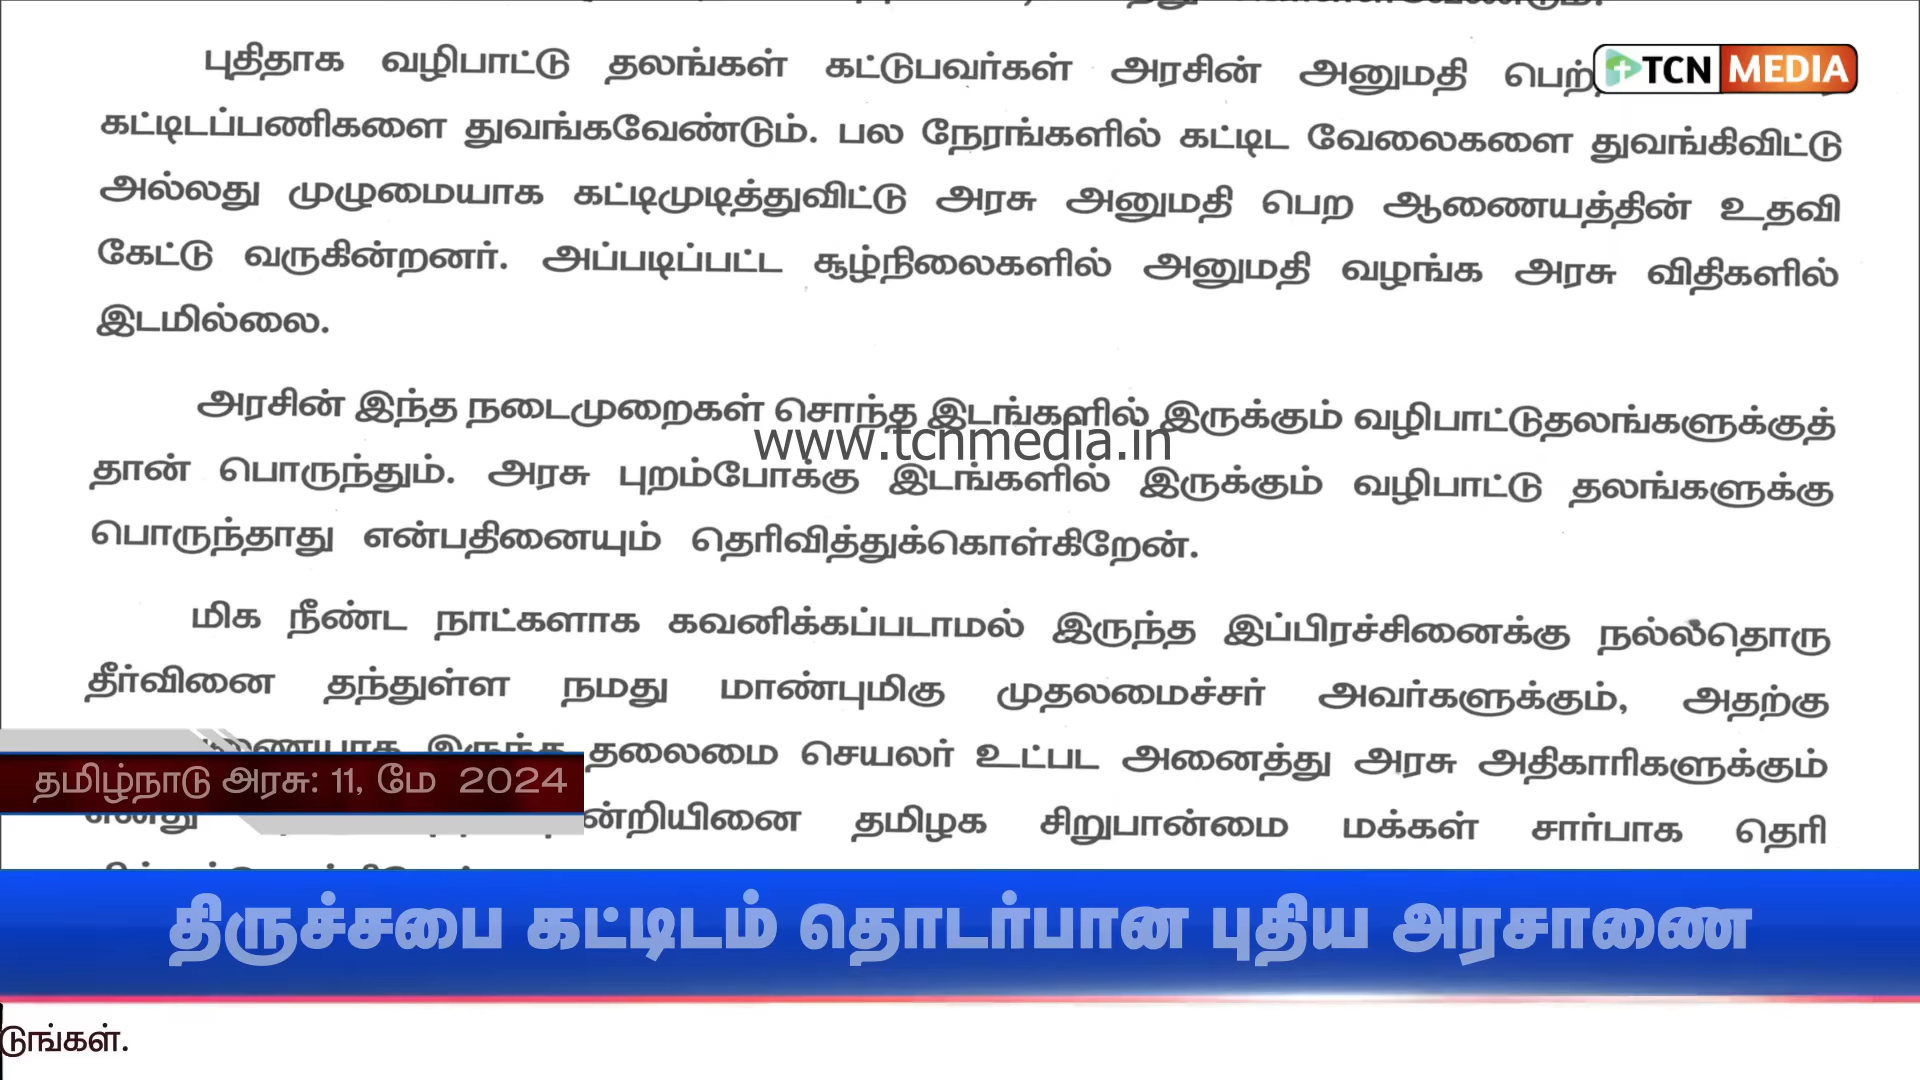 புதிதாக வழிபாட்டு தலங்கள் கட்டுபவர்கள் அரசின் அனுமதி
TCN MEDIA
கட்டிடப்பணிகளை துவங்கவேண்டும். பல நேரங்களில் கட்டிட வேலைகளை துவங்கிவிட்டு
அல்லது முழுமையாக கட்டிமுடித்துவிட்டு அரசு அனுமதி பெற ஆணையத்தின் உதவி
கேட்டு வருகின்றனர். அப்படிப்பட்ட சூழ்நிலைகளில் அனுமதி வழங்க அரசு விதிகளில்
இடமில்லை.
அரசின் இந்த நடைமுறைகள் சொந்த இடங்களில் இருக்கும் வழிபாட்டுதலங்களுக்குத்
www.tcnmedia.in
தான் பொருந்தும். அரசு புறம்போக்கு இடங்களில் இருக்கும் வழிபாட்டு தலங்களுக்கு
பொருந்தாது என்பதினையும் தெரிவித்துக்கொள்கிறேன்.
மிக நீண்ட நாட்களாக கவனிக்கப்படாமல் இருந்த இப்பிரச்சினைக்கு நல்லதொரு
தீர்வினை தந்துள்ள நமது மாண்புமிகு முதலமைச்சர் அவர்களுக்கும், அதற்கு
தலைமை செயலர் உட்பட அனைத்து அரசு அதிகாரிகளுக்கும்
தமிழ்நாடு அரசு: 11, மே 2024
தமிழக சிறுபான்மை மக்கள் சார்பாக தெரி
திருச்சபை கட்டிடம் தொடர்பான புதிய அரசாணை
டுங்கள்.